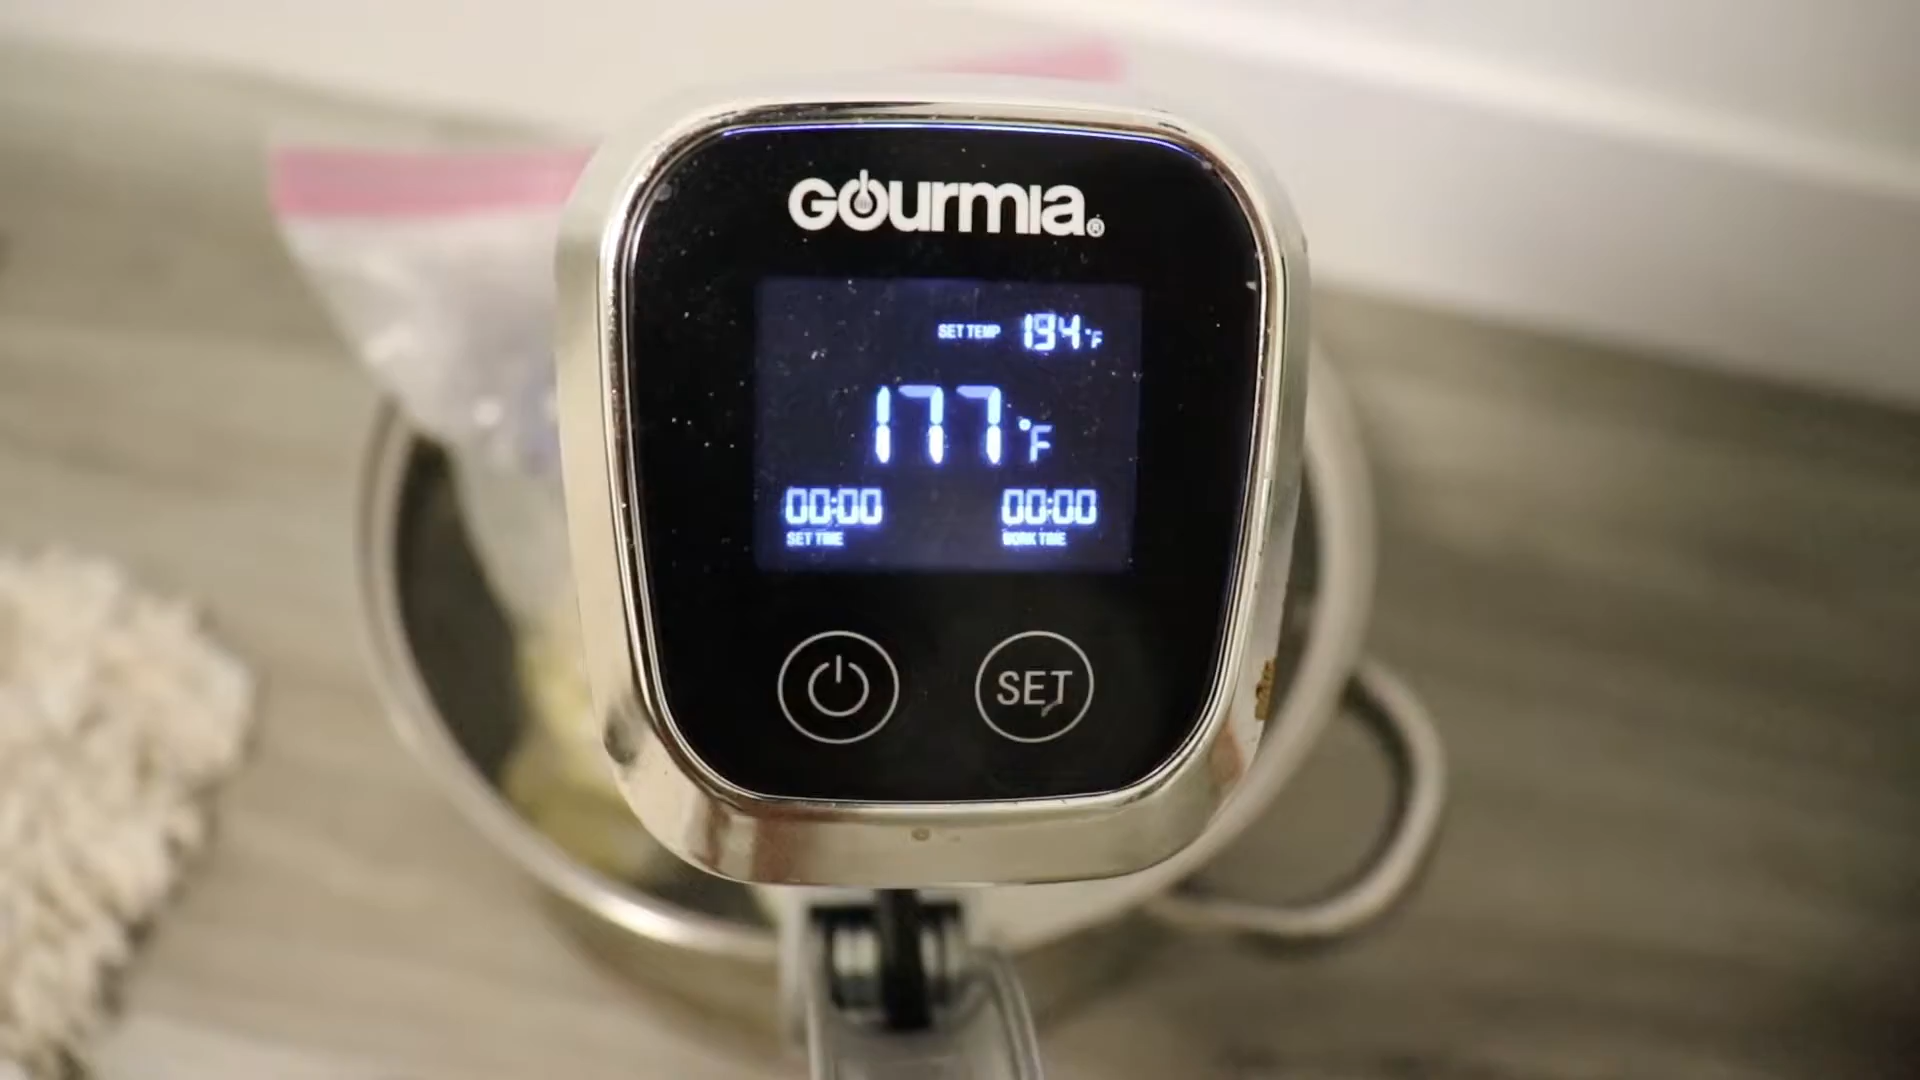 GOURMIA®
SET TEMP 194°F
177°F
00:00 00:00
SET TIME WORK TIME
SET